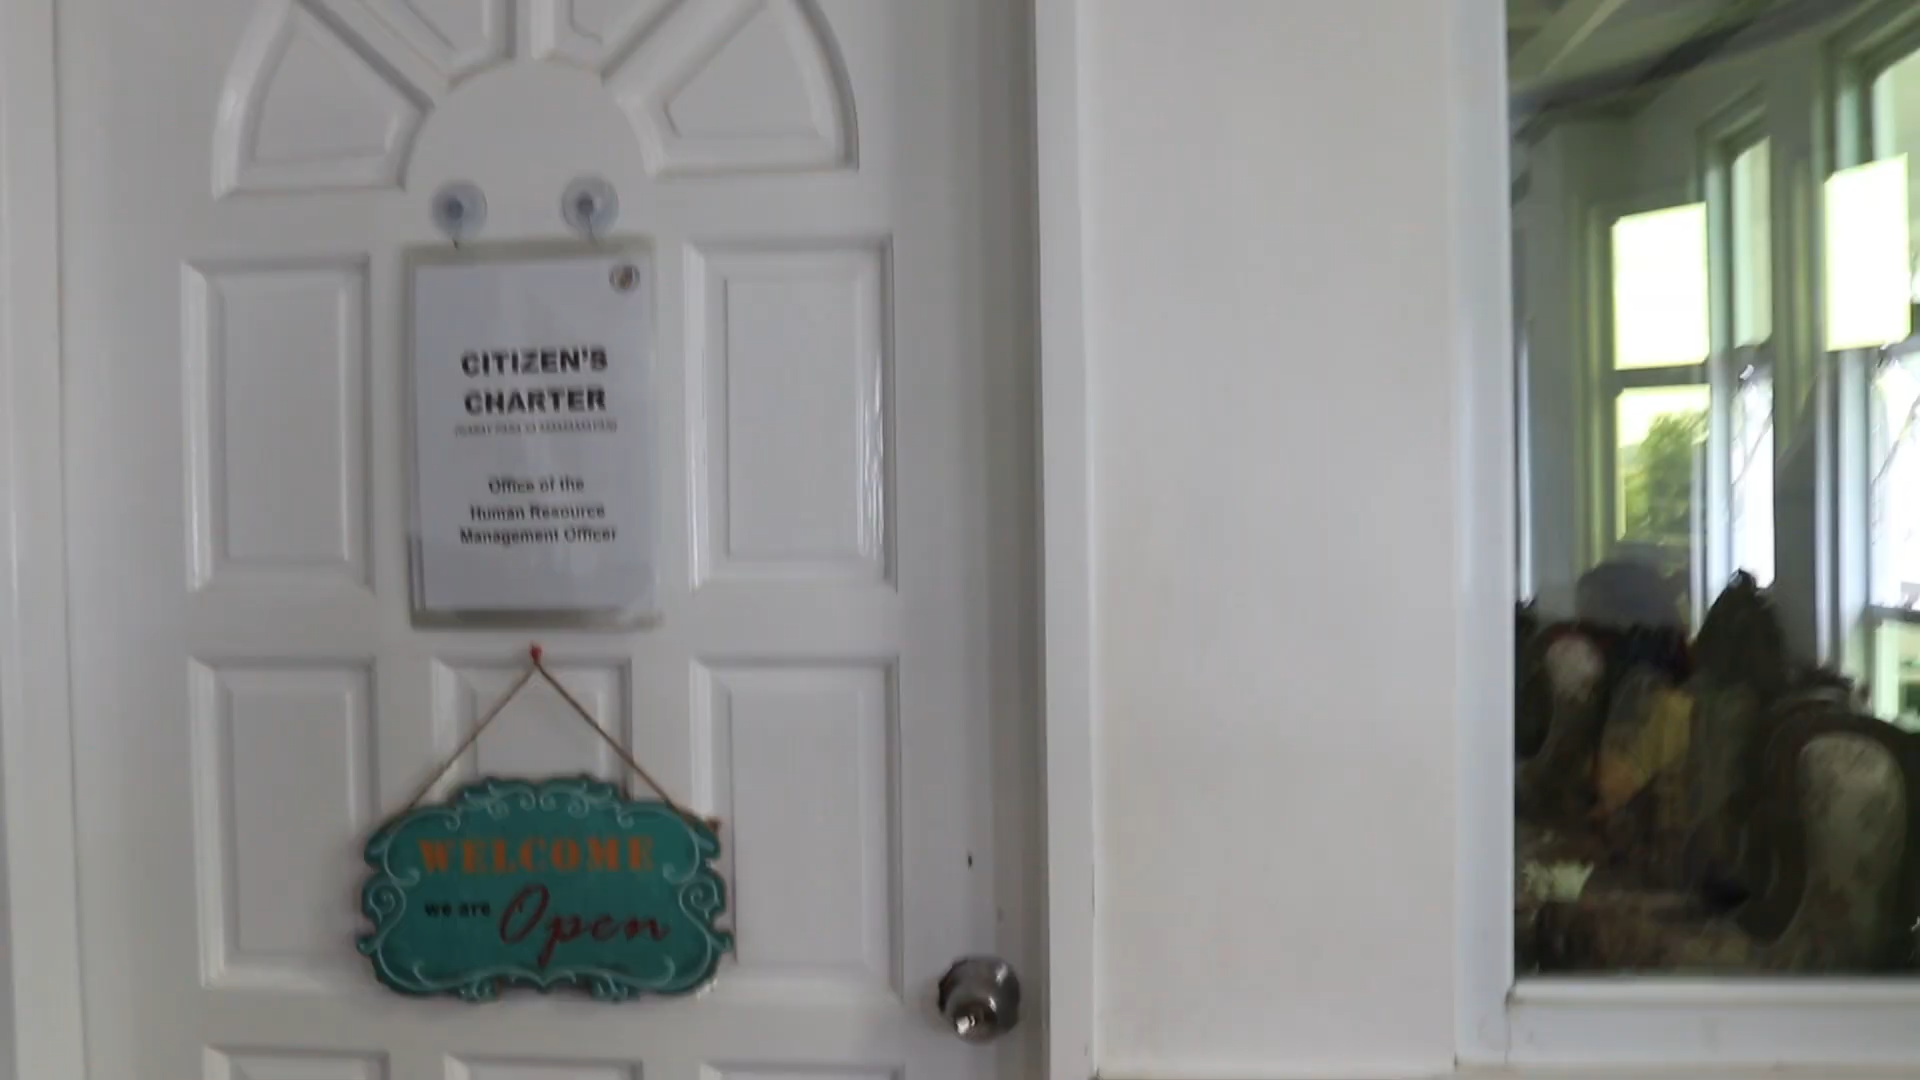 CITIZEN'S
CHARTER
Office of the
Human Resource
Management Officer
WELCOME
we are Open